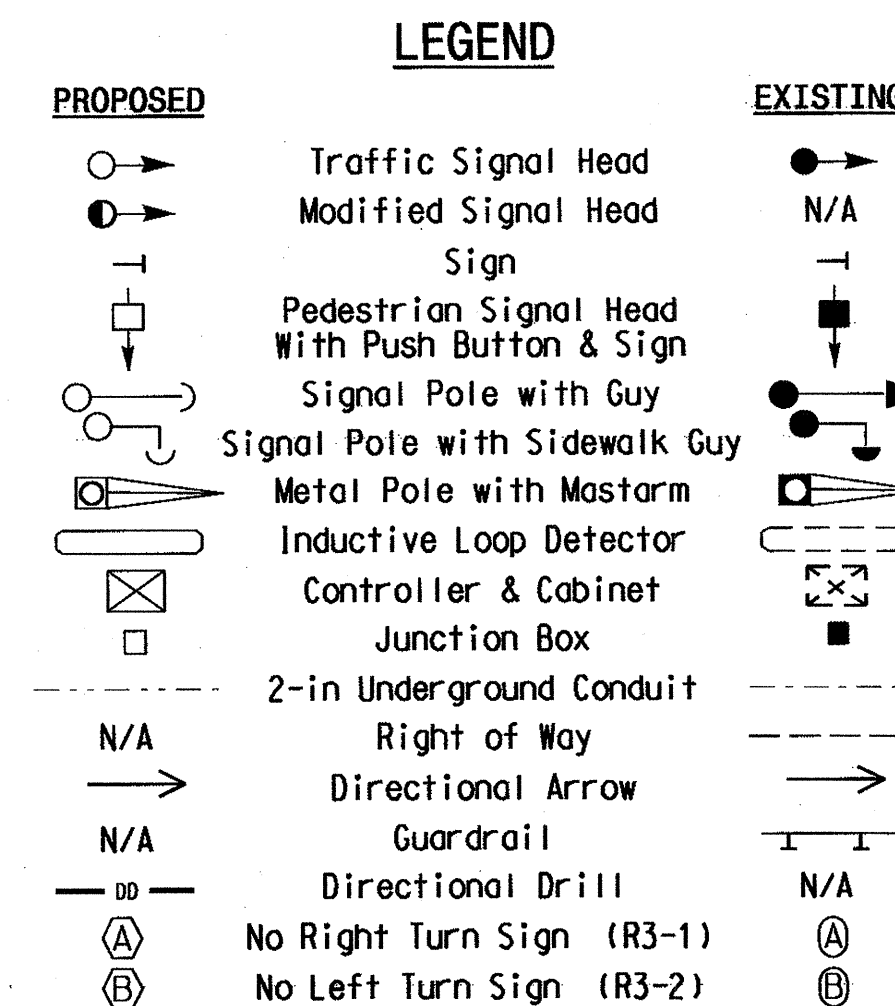 LEGEND
PROPOSED EXISTING
Traffic Signal Head
Modified Signal Head N/A
Sign
Pedestrian Signal Head
With Push Button & Sign
Signal Pole with Guy
Signal Pole with Sidewalk Guy
Metal Pole with Mastarm
Inductive Loop Detector
Controller & Cabinet
Junction Box
2-in Underground Conduit
N/A Right of Way
Directional Arrow
N/A Guardrail
DD Directional Drill N/A
A No Right Turn Sign (R3-1) A
B No Left Turn Sign (R3-2) B